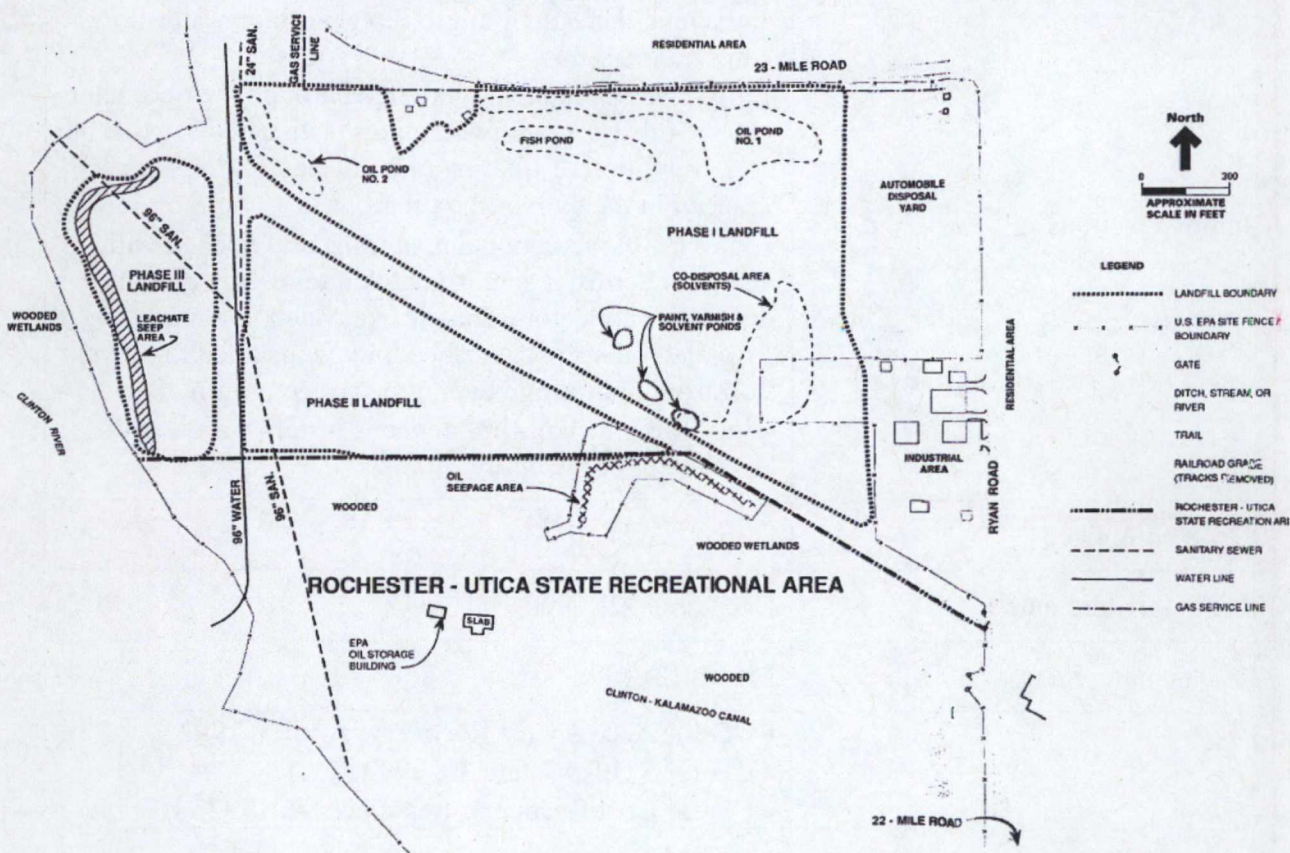 24" SAN.
GAS SERVICE
LINE
RESIDENTIAL AREA
23 - MILE ROAD
FISH POND
OIL POND
NO. 1
OIL POND
NO. 2
AUTOMOBILE
DISPOSAL
YARD
North
0 300
APPROXIMATE
SCALE IN FEET
96" SAN.
PHASE I LANDFILL
PHASE III
LANDFILL
LEACHATE
SEEP
AREA
WOODED
WETLANDS
CO-DISPOSAL AREA
(SOLVENTS)
PAINT, VARNISH &
SOLVENT PONDS
RESIDENTIAL AREA
CLINTON RIVER
PHASE II LANDFILL
INDUSTRIAL
AREA
RYAN ROAD
OIL
SEEPAGE AREA
WOODED
96" WATER
96" SAN.
WOODED WETLANDS
ROCHESTER - UTICA STATE RECREATIONAL AREA
SLAB
EPA
OIL STORAGE
BUILDING
WOODED
CLINTON - KALAMAZOO CANAL
22 - MILE ROAD
LEGEND
LANDFILL BOUNDARY
U.S. EPA SITE FENCE
BOUNDARY
GATE
DITCH, STREAM, OR
RIVER
TRAIL
RAILROAD GRADE
(TRACKS REMOVED)
ROCHESTER - UTICA
STATE RECREATION
SANITARY SEWER
WATER LINE
GAS SERVICE LINE